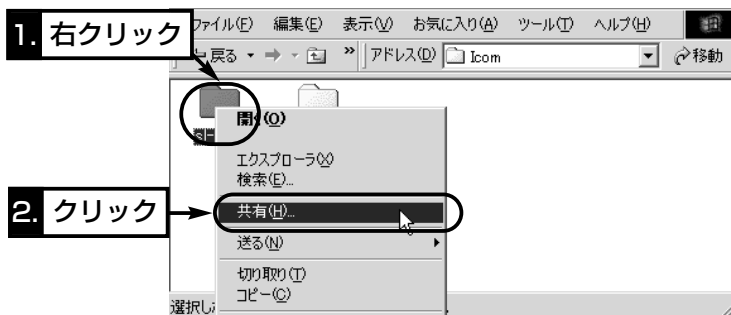 1. 右クリック
ファイル(F) 編集(E) 表示(V) お気に入り(A) ツール(T) ヘルプ(H)
戻る » アドレス(D) Icom 移動
開く(O)
エクスプローラ(X)
検索(E)...
2. クリック
共有(H)...
送る(N)
切り取り(T)
コピー(C)
選択し